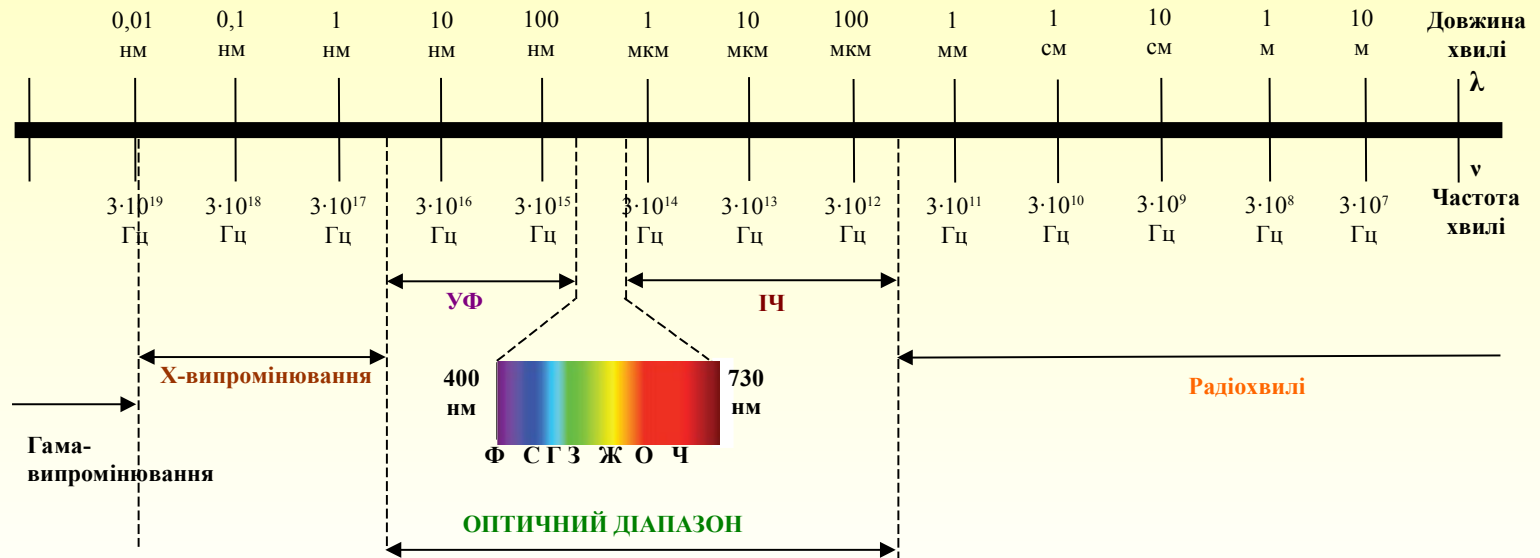 0,01 0,1 1 10 100 1 10 100 1 1 10 1 10 Довжина
нм нм нм нм нм мкм мкм мкм мм см см м м хвилі
λ
ν
3·10¹⁹ 3·10¹⁸ 3·10¹⁷ 3·10¹⁶ 3·10¹⁵ 3·10¹⁴ 3·10¹³ 3·10¹² 3·10¹¹ 3·10¹⁰ 3·10⁹ 3·10⁸ 3·10⁷ Частота
Гц Гц Гц Гц Гц Гц Гц Гц Гц Гц Гц Гц Гц хвилі
УФ ІЧ
Х-випромінювання
400 730
нм нм
Радіохвилі
Гама-
випромінювання
Ф С Г З Ж О Ч
ОПТИЧНИЙ ДІАПАЗОН